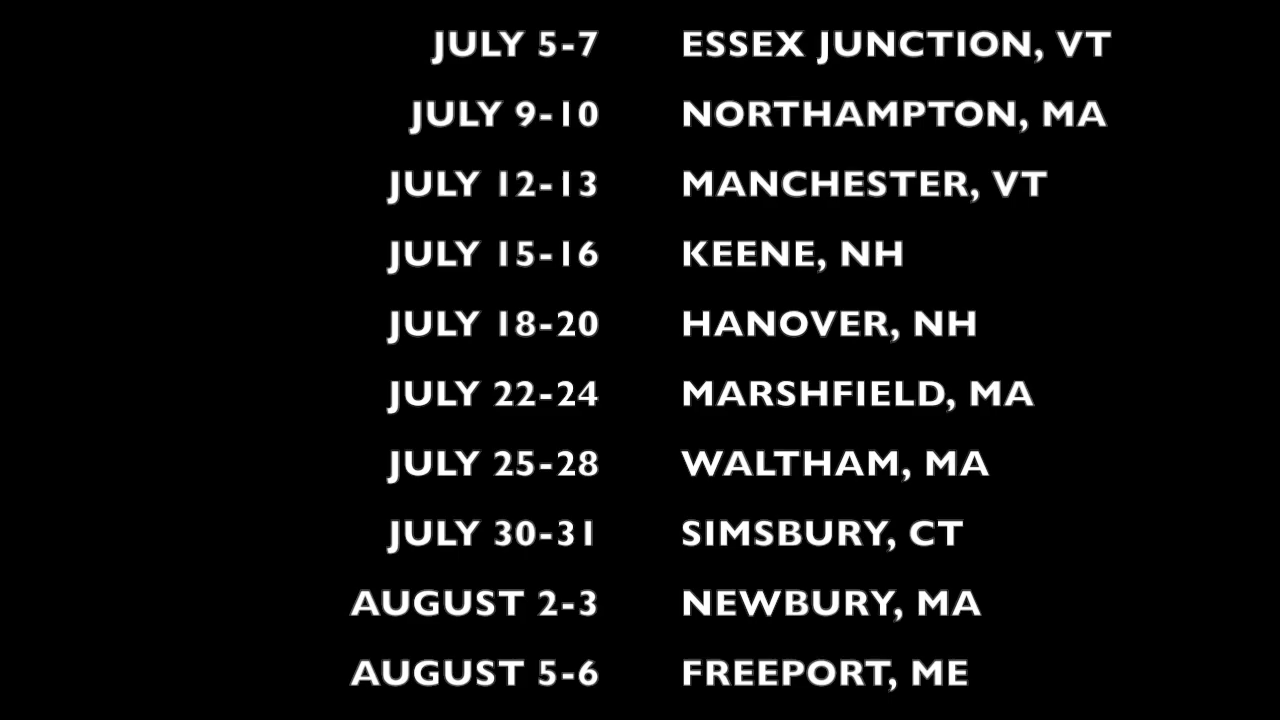 JULY 5-7 ESSEX JUNCTION, VT
JULY 9-10 NORTHAMPTON, MA
JULY 12-13 MANCHESTER, VT
JULY 15-16 KEENE, NH
JULY 18-20 HANOVER, NH
JULY 22-24 MARSHFIELD, MA
JULY 25-28 WALTHAM, MA
JULY 30-31 SIMSBURY, CT
AUGUST 2-3 NEWBURY, MA
AUGUST 5-6 FREEPORT, ME